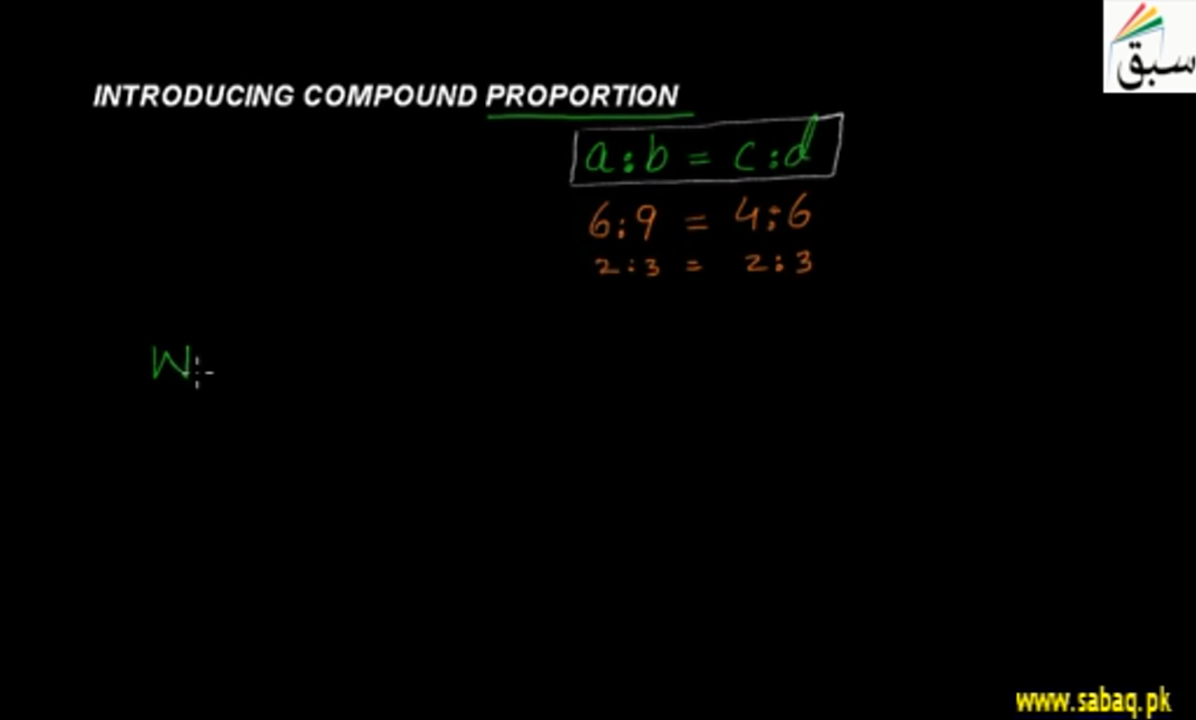 سبق
INTRODUCING COMPOUND PROPORTION
a:b = c:d
6:9 = 4:6
2:3 = 2:3
W
www.sabaq.pk